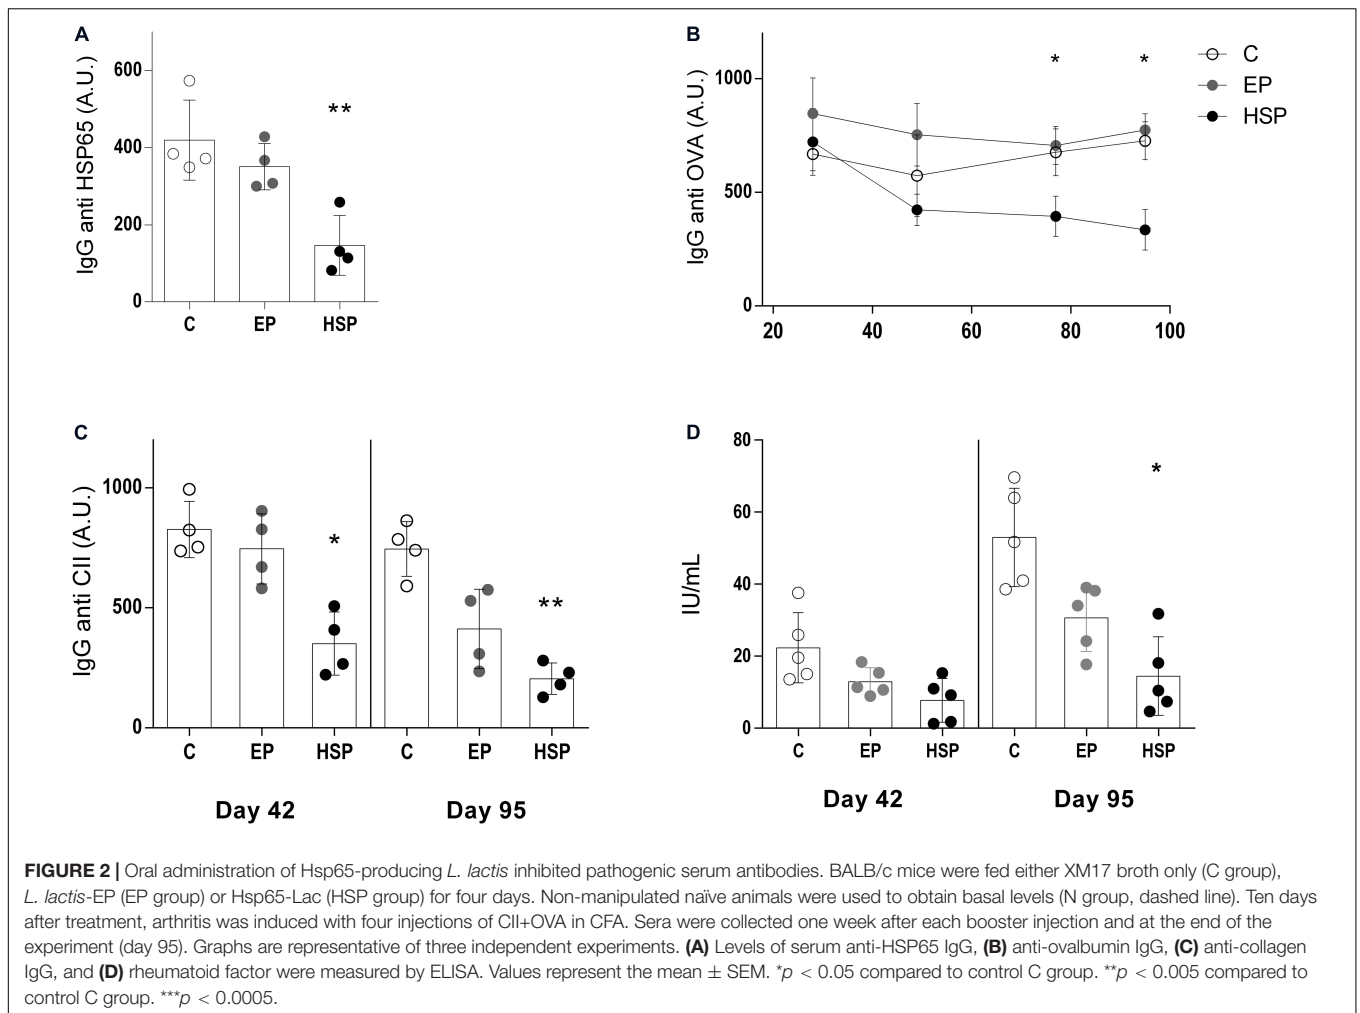 A
IgG anti HSP65 (A.U.)
600
400
200
0
**
C EP HSP
B
IgG anti OVA (A.U.)
1000
500
0
* *
20 40 60 80 100
C
EP
HSP
C
IgG anti CII (A.U.)
1000
500
0
*
**
C EP HSP C EP HSP
Day 42 Day 95
D
IU/mL
80
60
40
20
0
*
C EP HSP C EP HSP
Day 42 Day 95
FIGURE 2 | Oral administration of Hsp65-producing L. lactis inhibited pathogenic serum antibodies. BALB/c mice were fed either XM17 broth only (C group),
L. lactis-EP (EP group) or Hsp65-Lac (HSP group) for four days. Non-manipulated naïve animals were used to obtain basal levels (N group, dashed line). Ten days
after treatment, arthritis was induced with four injections of CII+OVA in CFA. Sera were collected one week after each booster injection and at the end of the
experiment (day 95). Graphs are representative of three independent experiments. (A) Levels of serum anti-HSP65 IgG, (B) anti-ovalbumin IgG, (C) anti-collagen
IgG, and (D) rheumatoid factor were measured by ELISA. Values represent the mean ± SEM. *p < 0.05 compared to control C group. **p < 0.005 compared to
control C group. ***p < 0.0005.